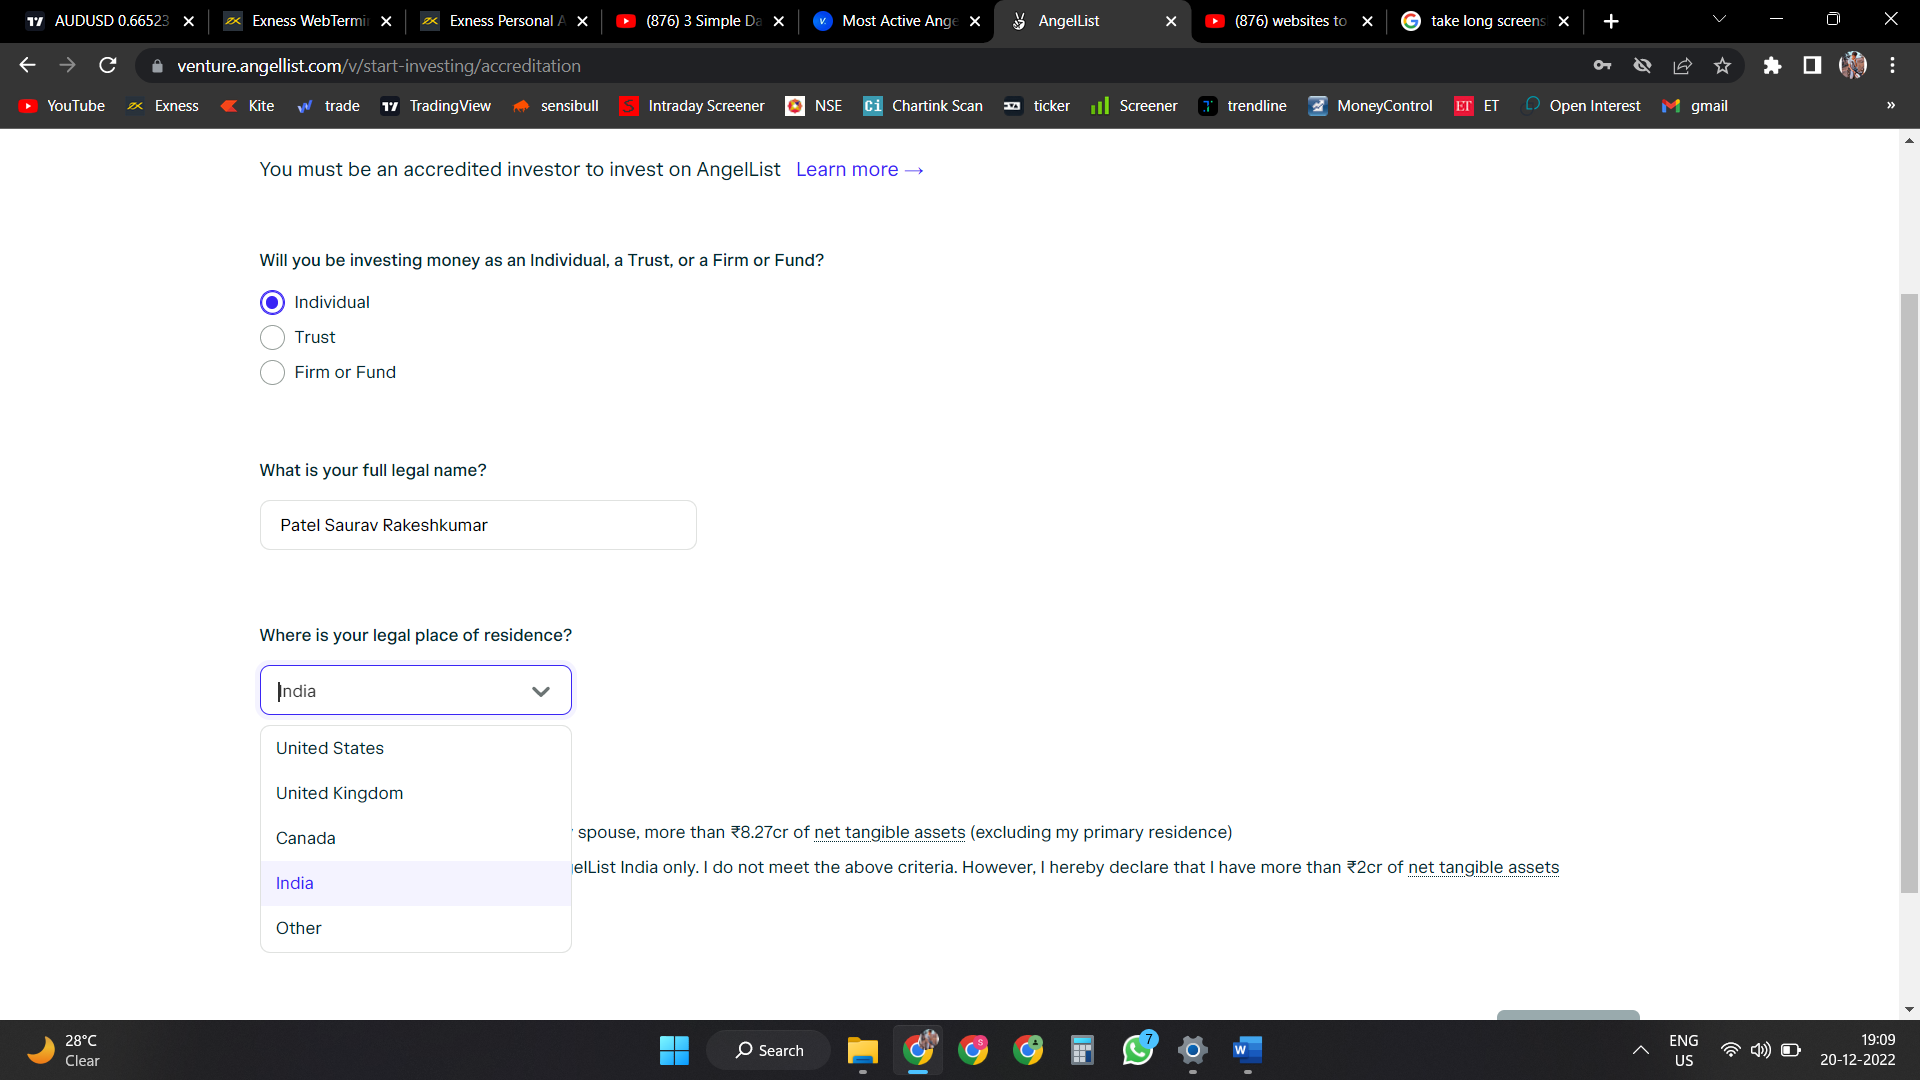 AUDUSD 0.66523
Exness WebTermi
Exness Personal A
(876) 3 Simple Da
Most Active Ange
AngelList
(876) websites to
take long screens
venture.angellist.com/v/start-investing/accreditation
YouTube
Exness
Kite
trade
TradingView
sensibull
Intraday Screener
NSE
Chartink Scan
ticker
Screener
trendline
MoneyControl
ET
ET
Open Interest
gmail
You must be an accredited investor to invest on AngelList Learn more →
Will you be investing money as an Individual, a Trust, or a Firm or Fund?
Individual
Trust
Firm or Fund
What is your full legal name?
Patel Saurav Rakeshkumar
Where is your legal place of residence?
India
United States
United Kingdom
Canada
India
Other
spouse, more than ₹8.27cr of net tangible assets (excluding my primary residence)
elList India only. I do not meet the above criteria. However, I hereby declare that I have more than ₹2cr of net tangible assets
28°C
Clear
Search
7
ENG
US
19:09
20-12-2022